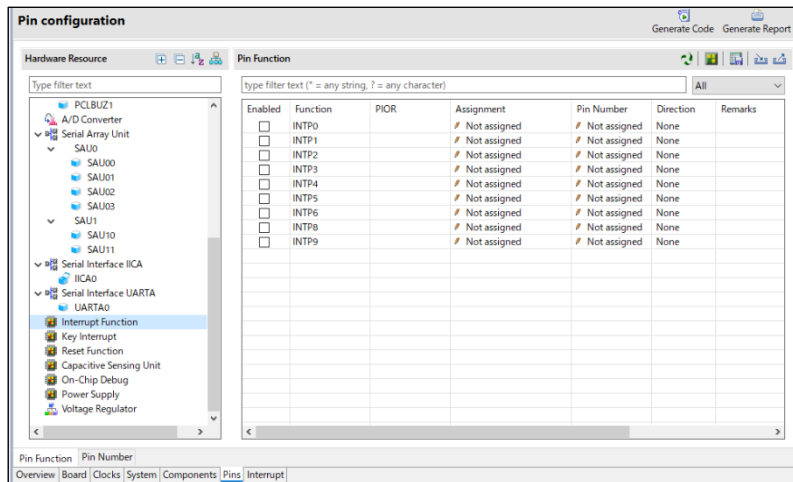 Pin configuration
Generate Code Generate Report
Hardware Resource
Pin Function
Type filter text
type filter text (* = any string, ? = any character)
All
PCLBUZ1
A/D Converter
Serial Array Unit
SAU0
SAU00
SAU01
SAU02
SAU03
SAU1
SAU10
SAU11
Serial Interface IICA
IICA0
Serial Interface UARTA
UARTA0
Interrupt Function
Key Interrupt
Reset Function
Capacitive Sensing Unit
On-Chip Debug
Power Supply
Voltage Regulator
Enabled Function PIOR Assignment Pin Number Direction Remarks
INTP0 Not assigned Not assigned None
INTP1 Not assigned Not assigned None
INTP2 Not assigned Not assigned None
INTP3 Not assigned Not assigned None
INTP4 Not assigned Not assigned None
INTP5 Not assigned Not assigned None
INTP6 Not assigned Not assigned None
INTP8 Not assigned Not assigned None
INTP9 Not assigned Not assigned None
Pin Function Pin Number
Overview Board Clocks System Components Pins Interrupt